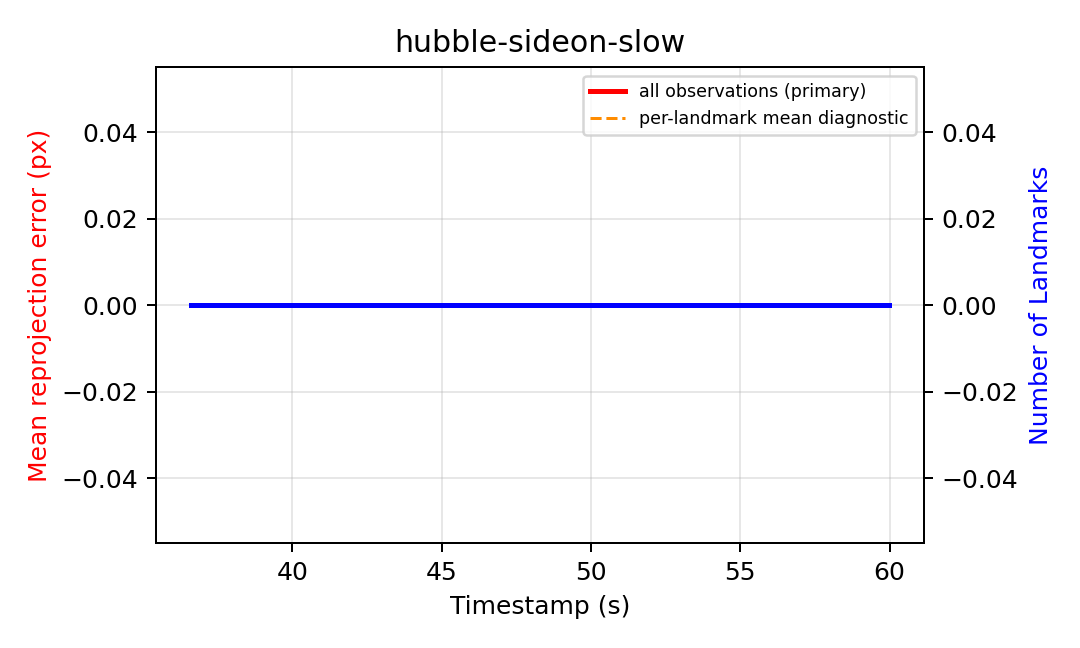 hubble-sideon-slow
all observations (primary)
per-landmark mean diagnostic
Mean reprojection error (px)
0.04
0.02
0.00
−0.02
−0.04
0.04
0.02
0.00
−0.02
−0.04
Number of Landmarks
40 45 50 55 60
Timestamp (s)